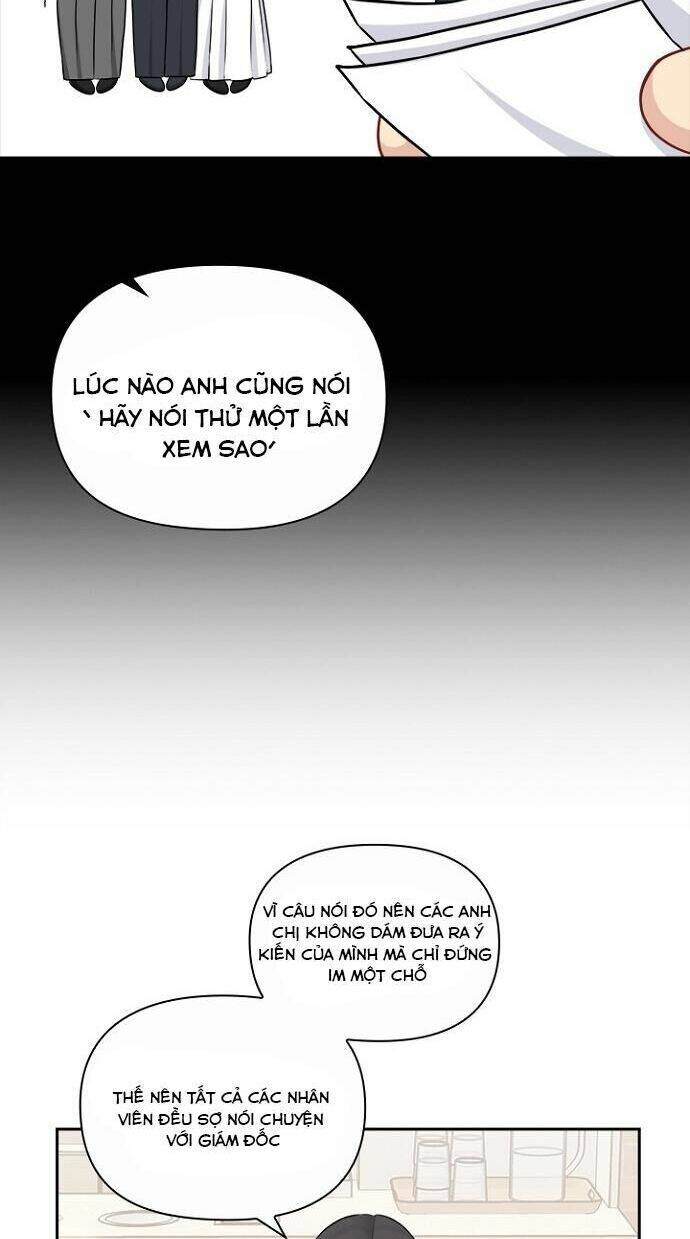 LÚC NÀO ANH CŨNG NÓI
` HÃY NÓI THỬ MỘT LẦN
XEM SAO´
VÌ CÂU NÓI ĐÓ NÊN CÁC ANH
CHỊ KHÔNG DÁM ĐƯA RA Ý
KIẾN CỦA MÌNH MÀ CHỈ ĐỨNG
IM MỘT CHỖ
THẾ NÊN TẤT CẢ CÁC NHÂN
VIÊN ĐỀU SỢ NÓI CHUYỆN
VỚI GIÁM ĐỐC